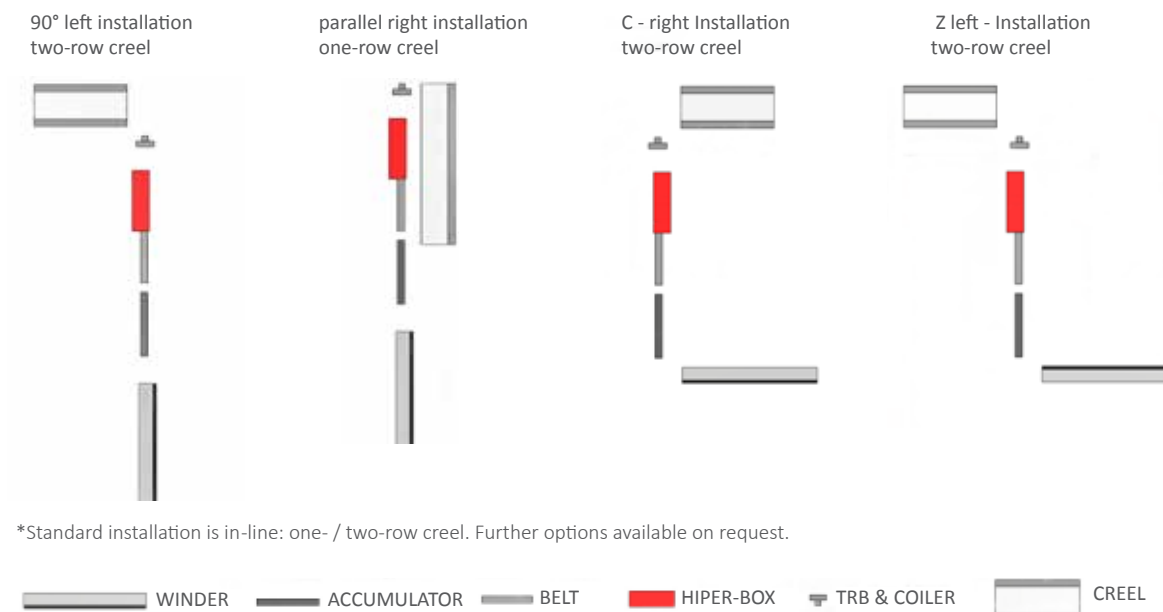 90° left installation
two-row creel
parallel right installation
one-row creel
C - right Installation
two-row creel
Z left - Installation
two-row creel
*Standard installation is in-line: one- / two-row creel. Further options available on request.
WINDER
ACCUMULATOR
BELT
HIPER-BOX
TRB & COILER
CREEL